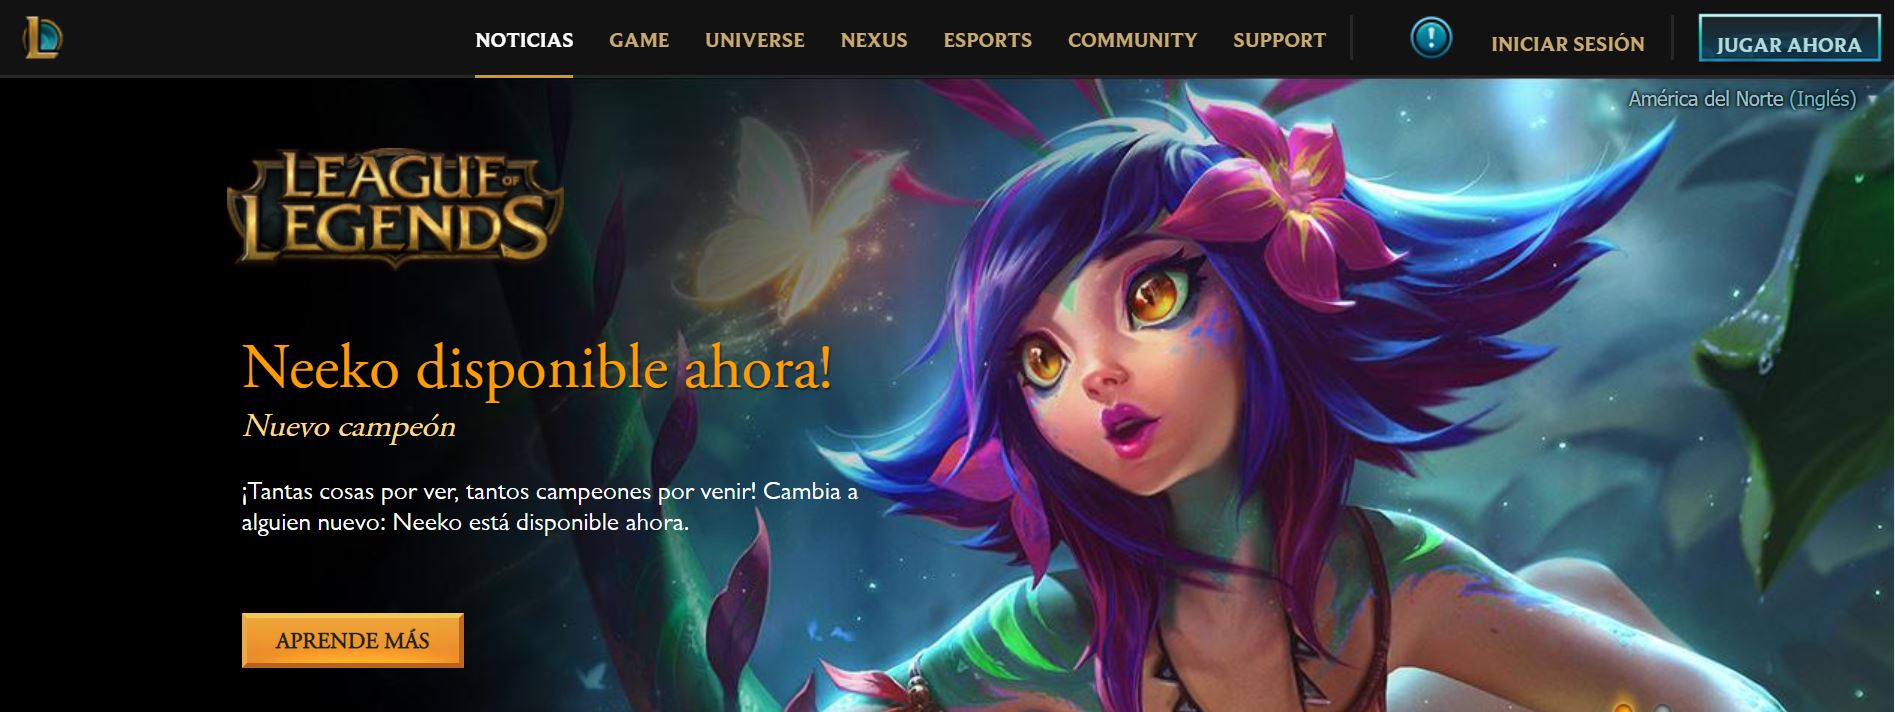 NOTICIAS GAME UNIVERSE NEXUS ESPORTS COMMUNITY SUPPORT INICIAR SESIÓN JUGAR AHORA
América del Norte (Inglés)
LEAGUE OF
LEGENDS
Neeko disponible ahora!
Nuevo campeón
¡Tantas cosas por ver, tantos campeones por venir! Cambia a
alguien nuevo: Neeko está disponible ahora.
APRENDE MÁS